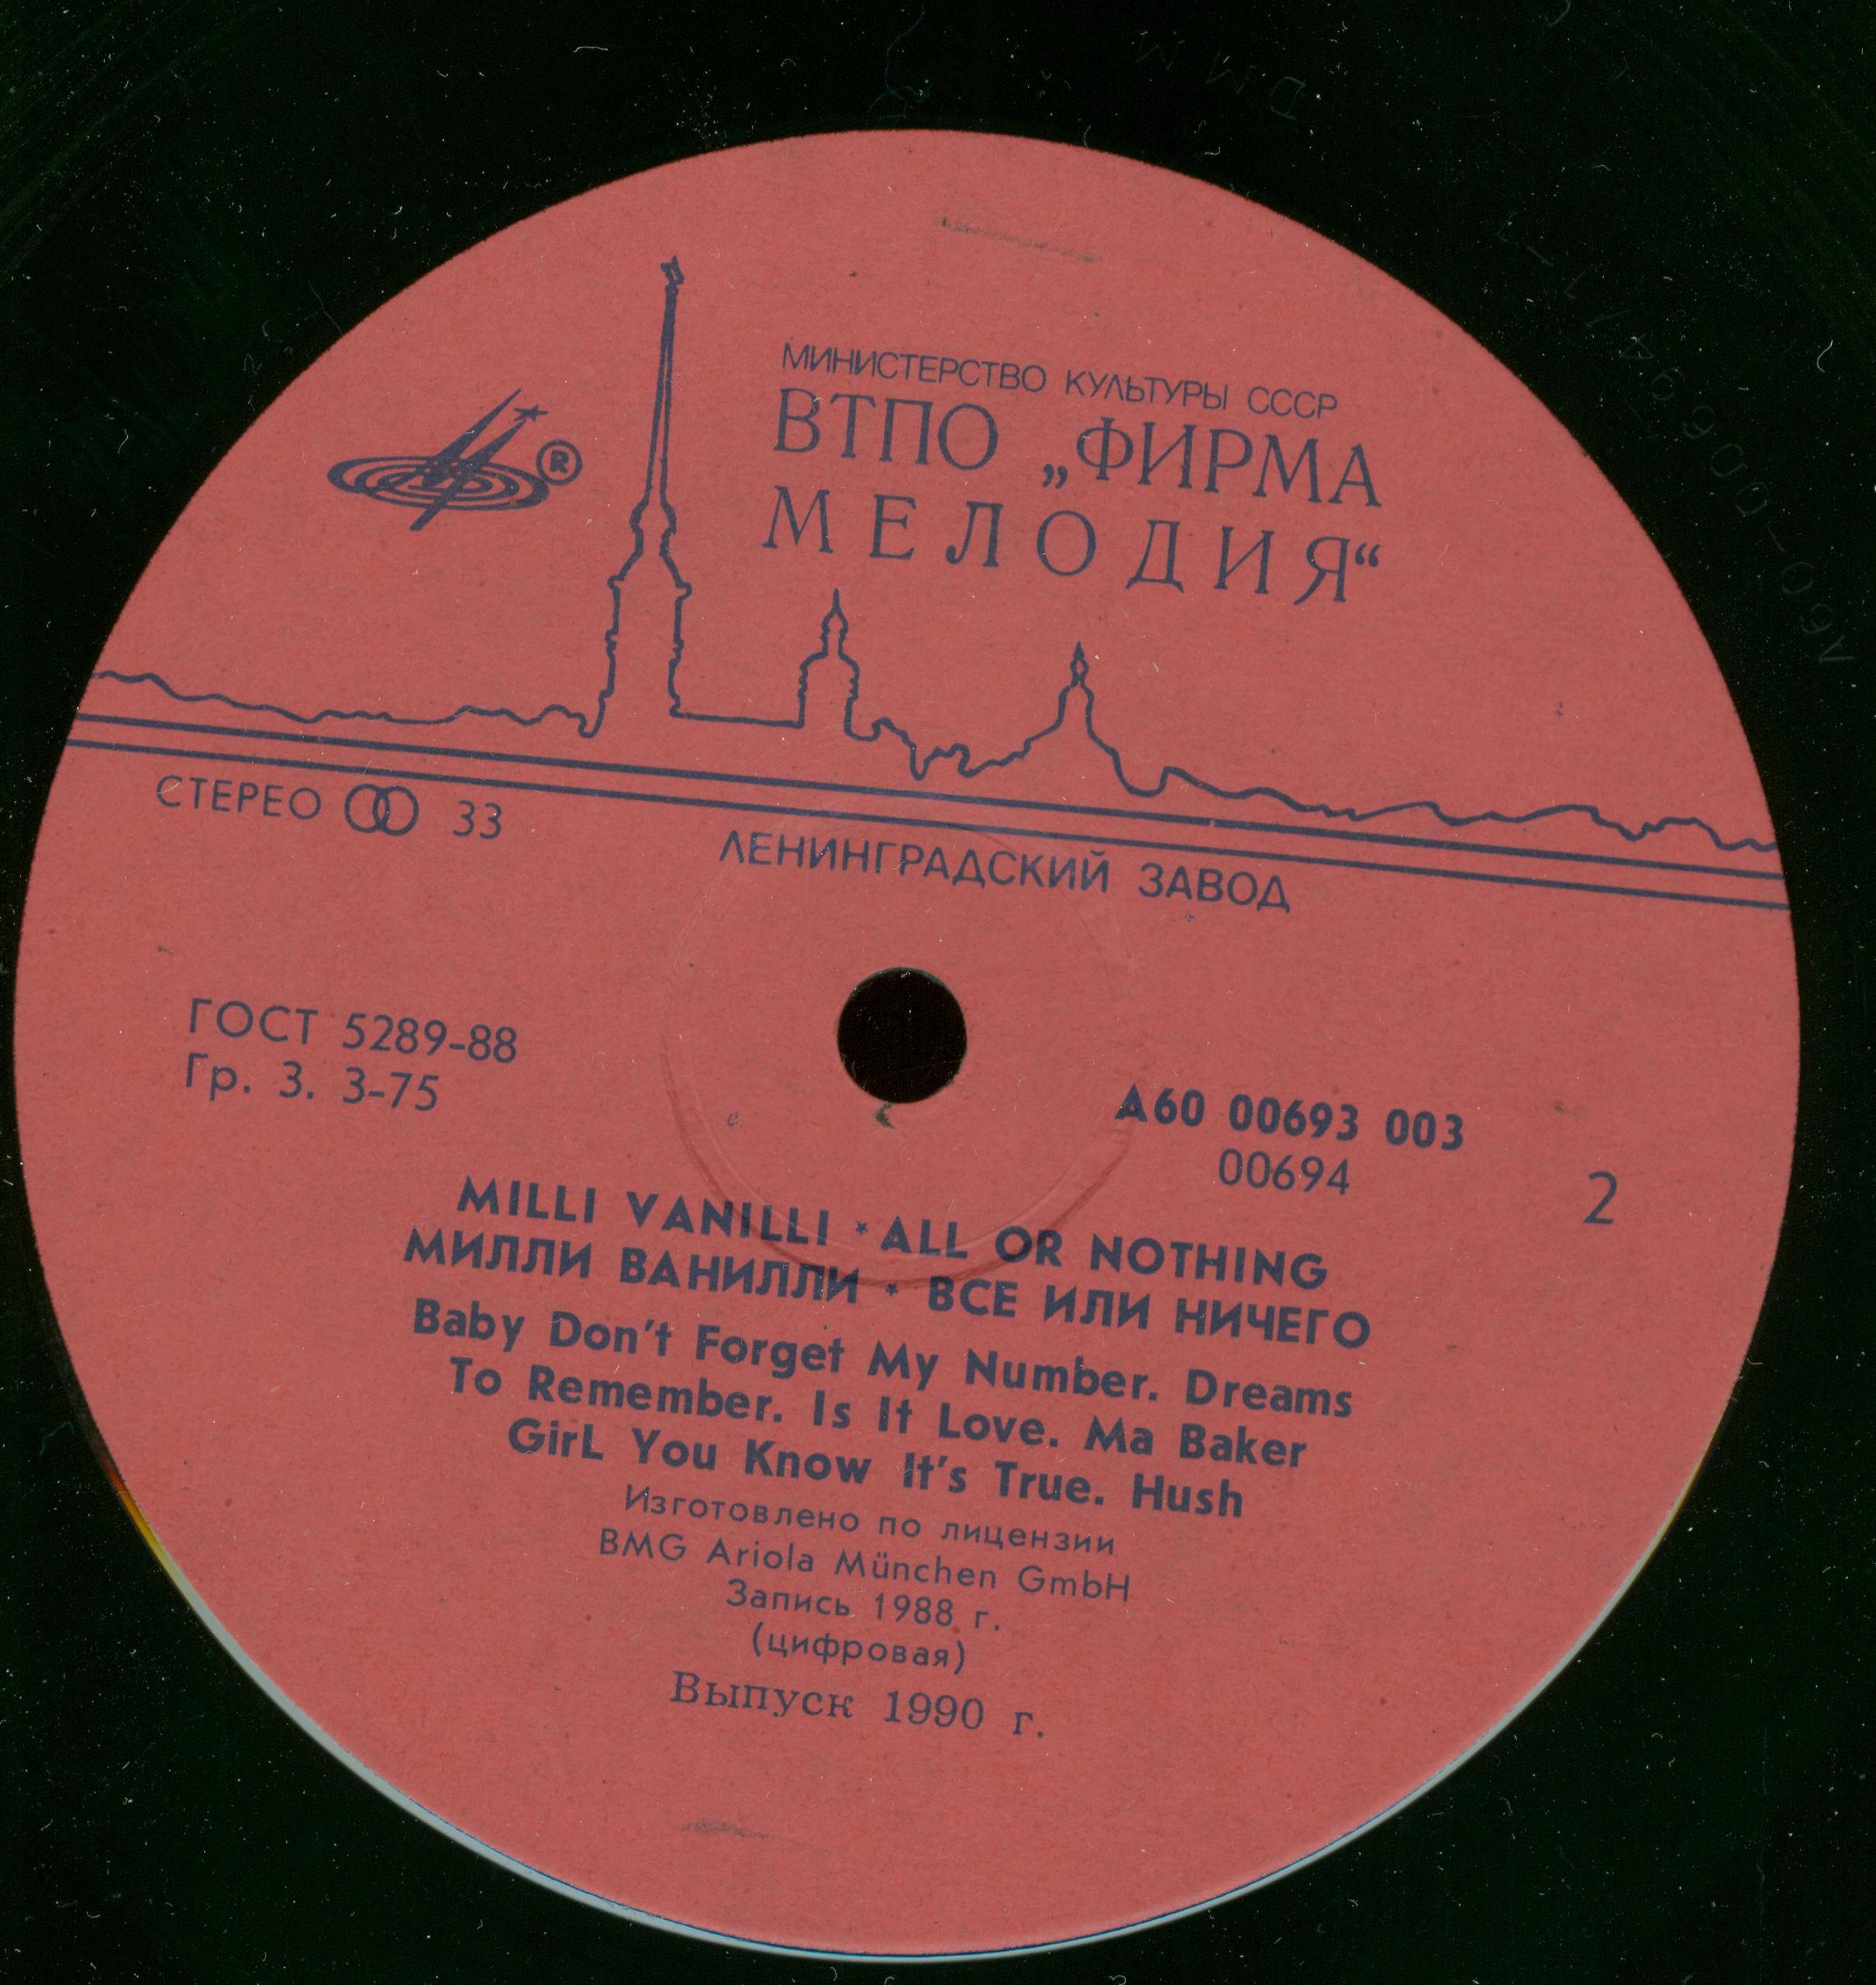 МИНИСТЕРСТВО КУЛЬТУРЫ СССР
ВТПО „ФИРМА
МЕЛОДИЯ“
®
СТЕРЕО 33
ЛЕНИНГРАДСКИЙ ЗАВОД
ГОСТ 5289-88
Гр. 3. 3-75
А60 00693 003
00694
2
MILLI VANILLI * ALL OR NOTHING
МИЛЛИ ВАНИЛЛИ * ВСЕ ИЛИ НИЧЕГО
Baby Don't Forget My Number. Dreams
To Remember. Is It Love. Ma Baker
GirL You Know It's True. Hush
Изготовлено по лицензии
BMG Ariola München GmbH
Запись 1988 г.
(цифровая)
Выпуск 1990 г.